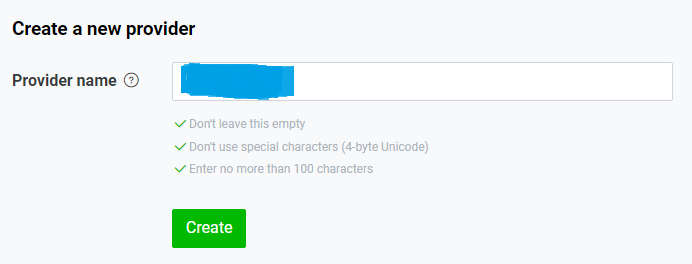 Create a new provider
Provider name ?
Don't leave this empty
Don't use special characters (4-byte Unicode)
Enter no more than 100 characters
Create